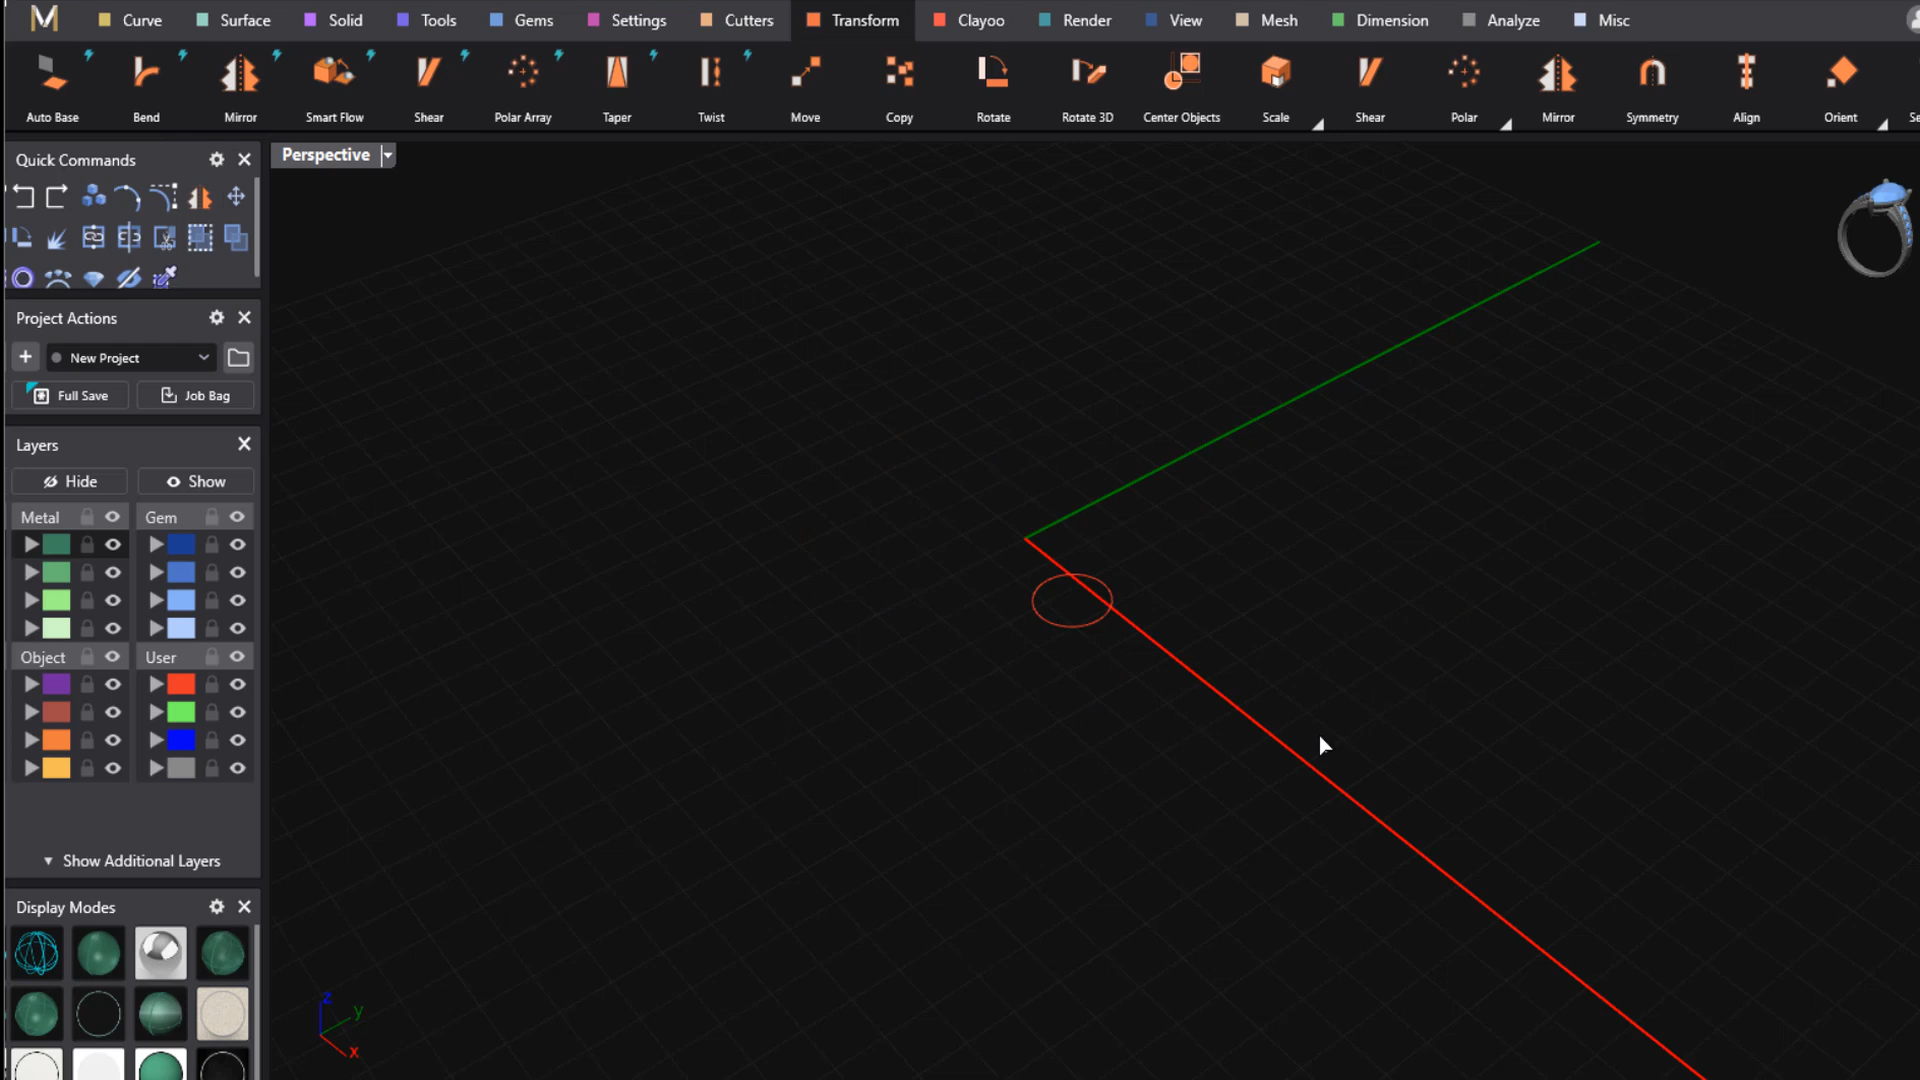 Curve Surface Solid Tools Gems Settings Cutters Transform Clayoo Render View Mesh Dimension Analyze Misc
Auto Base Bend Mirror Smart Flow Shear Polar Array Taper Twist Move Copy Rotate Rotate 3D Center Objects Scale Shear Polar Mirror Symmetry Align Orient
Quick Commands
Perspective
Project Actions
New Project
Full Save Job Bag
Layers
Hide Show
Metal Gem
Object User
Show Additional Layers
Display Modes
z
y
x